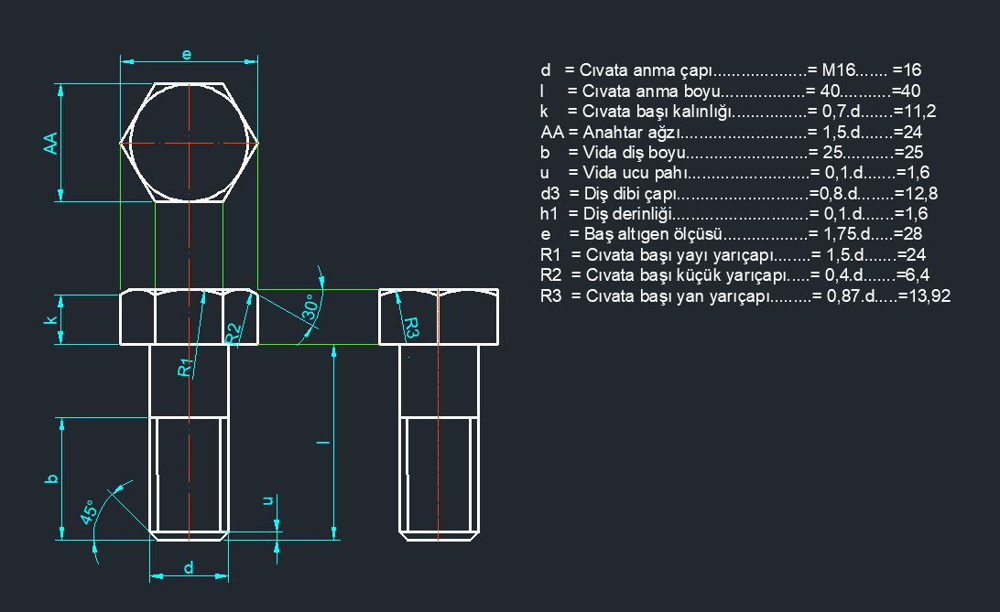 e
AA
k
R1
R2
30°
R3
b
l
45°
u
d
d = Cıvata anma çapı....................= M16....... =16
l = Cıvata anma boyu..................= 40...........=40
k = Cıvata başı kalınlığı................= 0,7.d.......=11,2
AA = Anahtar ağzı...........................= 1,5.d.......=24
b = Vida diş boyu..........................= 25...........=25
u = Vida ucu pahı..........................= 0,1.d.......=1,6
d3 = Diş dibi çapı............................=0,8.d........=12,8
h1 = Diş derinliği.............................= 0,1.d.......=1,6
e = Baş altıgen ölçüsü..................= 1,75.d.....=28
R1 = Cıvata başı yayı yarıçapı........= 1,5.d.......=24
R2 = Cıvata başı küçük yarıçapı.....= 0,4.d.......=6,4
R3 = Cıvata başı yan yarıçapı.........= 0,87.d.....=13,92